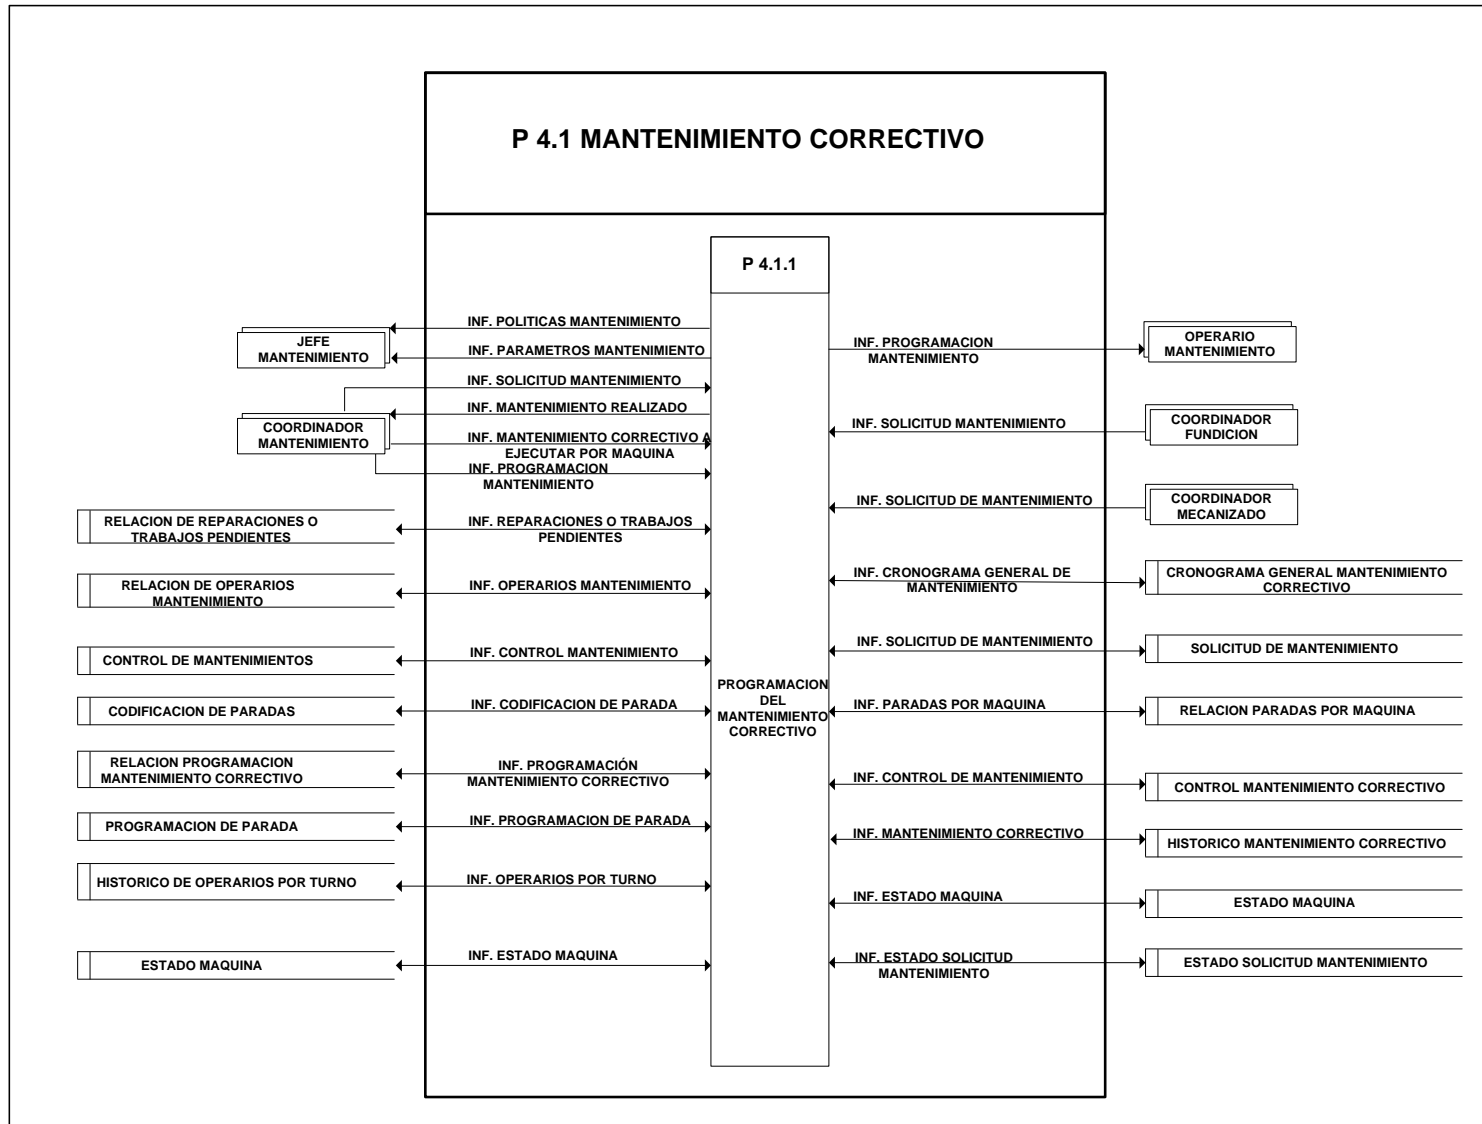 P 4.1 MANTENIMIENTO CORRECTIVO
P 4.1.1
PROGRAMACION
DEL
MANTENIMIENTO
CORRECTIVO
JEFE
MANTENIMIENTO
INF. POLITICAS MANTENIMIENTO
INF. PARAMETROS MANTENIMIENTO
INF. SOLICITUD MANTENIMIENTO
COORDINADOR
MANTENIMIENTO
INF. MANTENIMIENTO REALIZADO
INF. MANTENIMIENTO CORRECTIVO A
EJECUTAR POR MAQUINA
INF. PROGRAMACION
MANTENIMIENTO
RELACION DE REPARACIONES O
TRABAJOS PENDIENTES
INF. REPARACIONES O TRABAJOS
PENDIENTES
RELACION DE OPERARIOS
MANTENIMIENTO
INF. OPERARIOS MANTENIMIENTO
CONTROL DE MANTENIMIENTOS
INF. CONTROL MANTENIMIENTO
CODIFICACION DE PARADAS
INF. CODIFICACION DE PARADA
RELACION PROGRAMACION
MANTENIMIENTO CORRECTIVO
INF. PROGRAMACIÓN
MANTENIMIENTO CORRECTIVO
PROGRAMACION DE PARADA
INF. PROGRAMACION DE PARADA
HISTORICO DE OPERARIOS POR TURNO
INF. OPERARIOS POR TURNO
ESTADO MAQUINA
INF. ESTADO MAQUINA
INF. PROGRAMACION
MANTENIMIENTO
OPERARIO
MANTENIMIENTO
INF. SOLICITUD MANTENIMIENTO
COORDINADOR
FUNDICION
INF. SOLICITUD DE MANTENIMIENTO
COORDINADOR
MECANIZADO
INF. CRONOGRAMA GENERAL DE
MANTENIMIENTO
CRONOGRAMA GENERAL MANTENIMIENTO
CORRECTIVO
INF. SOLICITUD DE MANTENIMIENTO
SOLICITUD DE MANTENIMIENTO
INF. PARADAS POR MAQUINA
RELACION PARADAS POR MAQUINA
INF. CONTROL DE MANTENIMIENTO
CONTROL MANTENIMIENTO CORRECTIVO
INF. MANTENIMIENTO CORRECTIVO
HISTORICO MANTENIMIENTO CORRECTIVO
INF. ESTADO MAQUINA
ESTADO MAQUINA
INF. ESTADO SOLICITUD
MANTENIMIENTO
ESTADO SOLICITUD MANTENIMIENTO